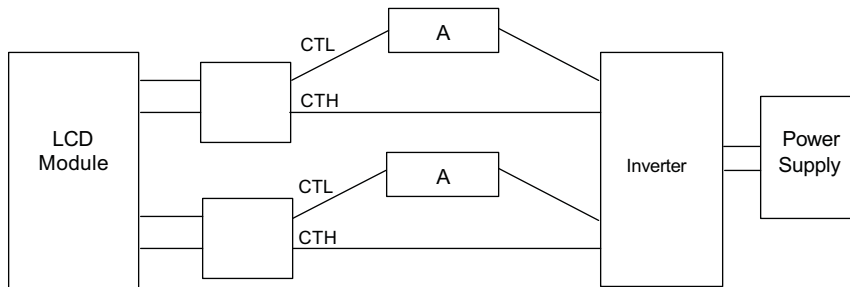 CTL
A
CTH
LCD
Module
CTL
A
CTH
Inverter
Power
Supply